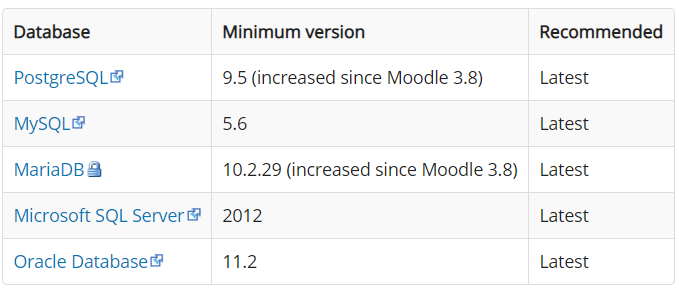 Database Minimum version Recommended
PostgreSQL 9.5 (increased since Moodle 3.8) Latest
MySQL 5.6 Latest
MariaDB 10.2.29 (increased since Moodle 3.8) Latest
Microsoft SQL Server 2012 Latest
Oracle Database 11.2 Latest